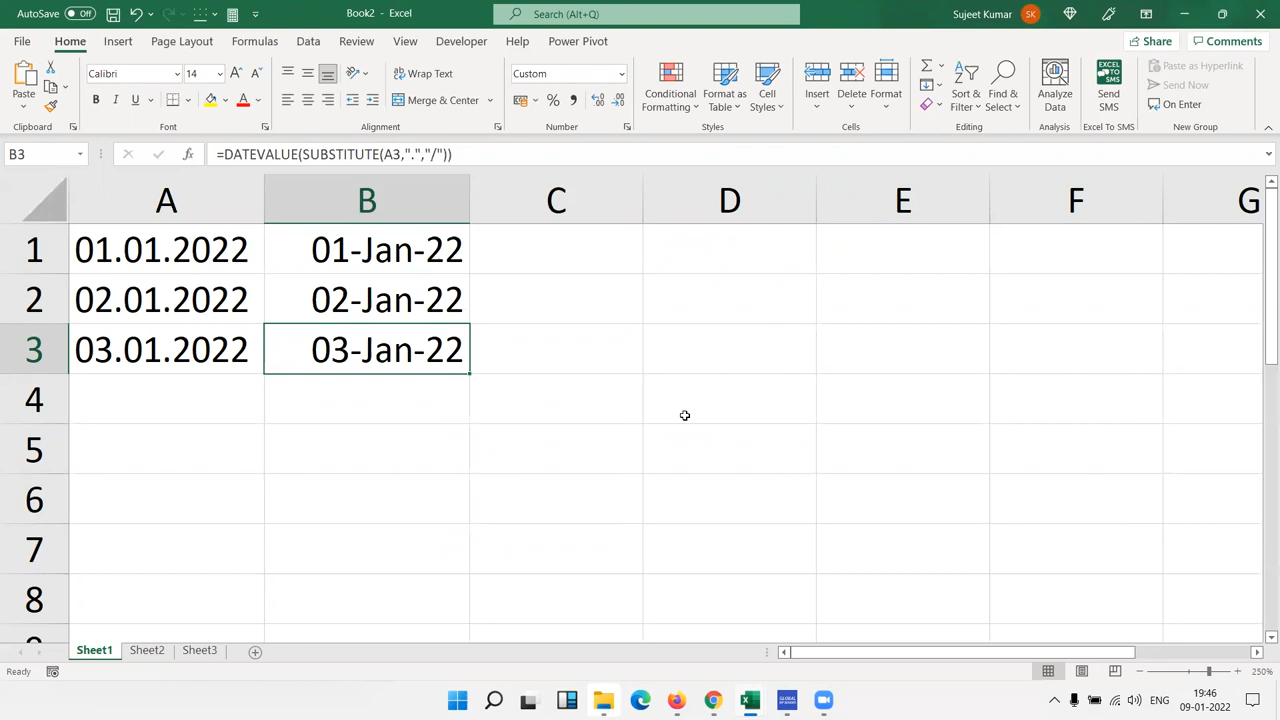 AutoSave Off Book2 - Excel Search (Alt+Q) Sujeet Kumar SK
File Home Insert Page Layout Formulas Data Review View Developer Help Power Pivot Share Comments
Paste Calibri 14 Wrap Text Custom Conditional Formatting Format as Table Cell Styles Insert Delete Format Sort & Filter Find & Select Analyze Data Send SMS Paste as Hyperlink
B I U A Merge & Center % Send Now
On Enter
Clipboard Font Alignment Number Styles Cells Editing Analysis Excel To SMS New Group
B3 fx =DATEVALUE(SUBSTITUTE(A3,".","/"))
A B C D E F G
1 01.01.2022 01-Jan-22
2 02.01.2022 02-Jan-22
3 03.01.2022 03-Jan-22
4
5
6
7
8
Sheet1 Sheet2 Sheet3
Ready 250%
ENG 19:46
09-01-2022